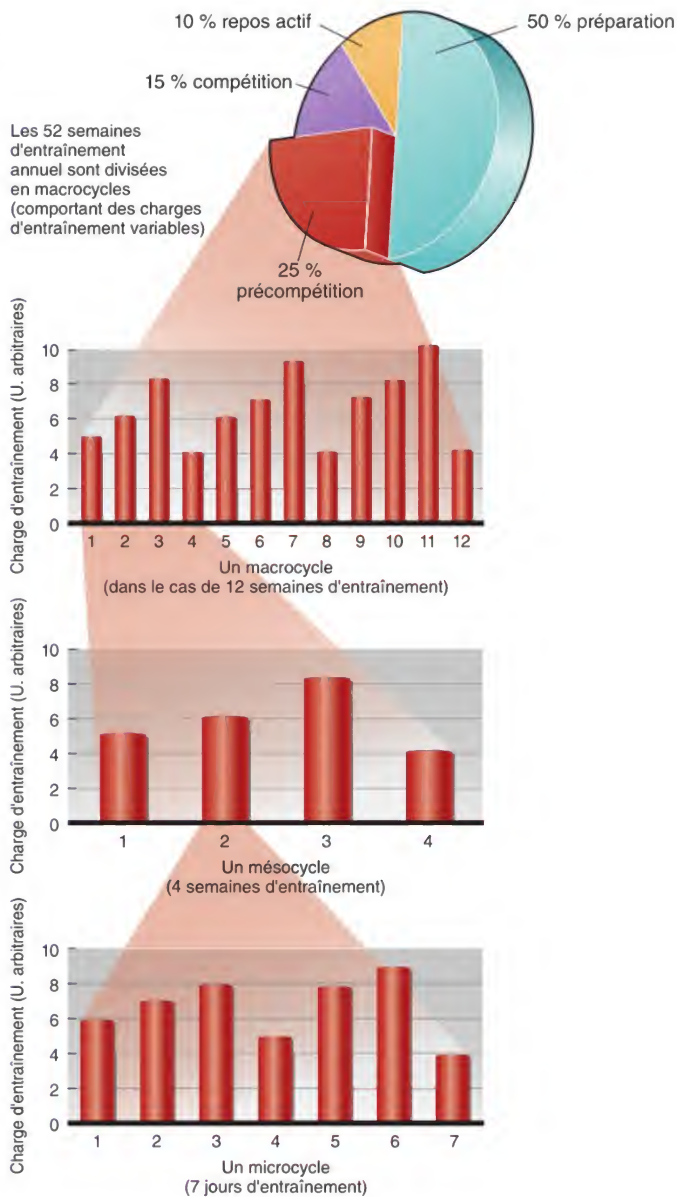 10 % repos actif
50 % préparation
15 % compétition
Les 52 semaines
d'entraînement
annuel sont divisées
en macrocycles
(comportant des charges
d'entraînement variables)
25 %
précompétition
Charge d'entraînement (U. arbitraires)
10
8
6
4
2
0
1 2 3 4 5 6 7 8 9 10 11 12
Un macrocycle
(dans le cas de 12 semaines d'entraînement)
Charge d'entraînement (U. arbitraires)
10
8
6
4
2
0
1 2 3 4
Un mésocycle
(4 semaines d'entraînement)
Charge d'entraînement (U. arbitraires)
10
8
6
4
2
0
1 2 3 4 5 6 7
Un microcycle
(7 jours d'entraînement)